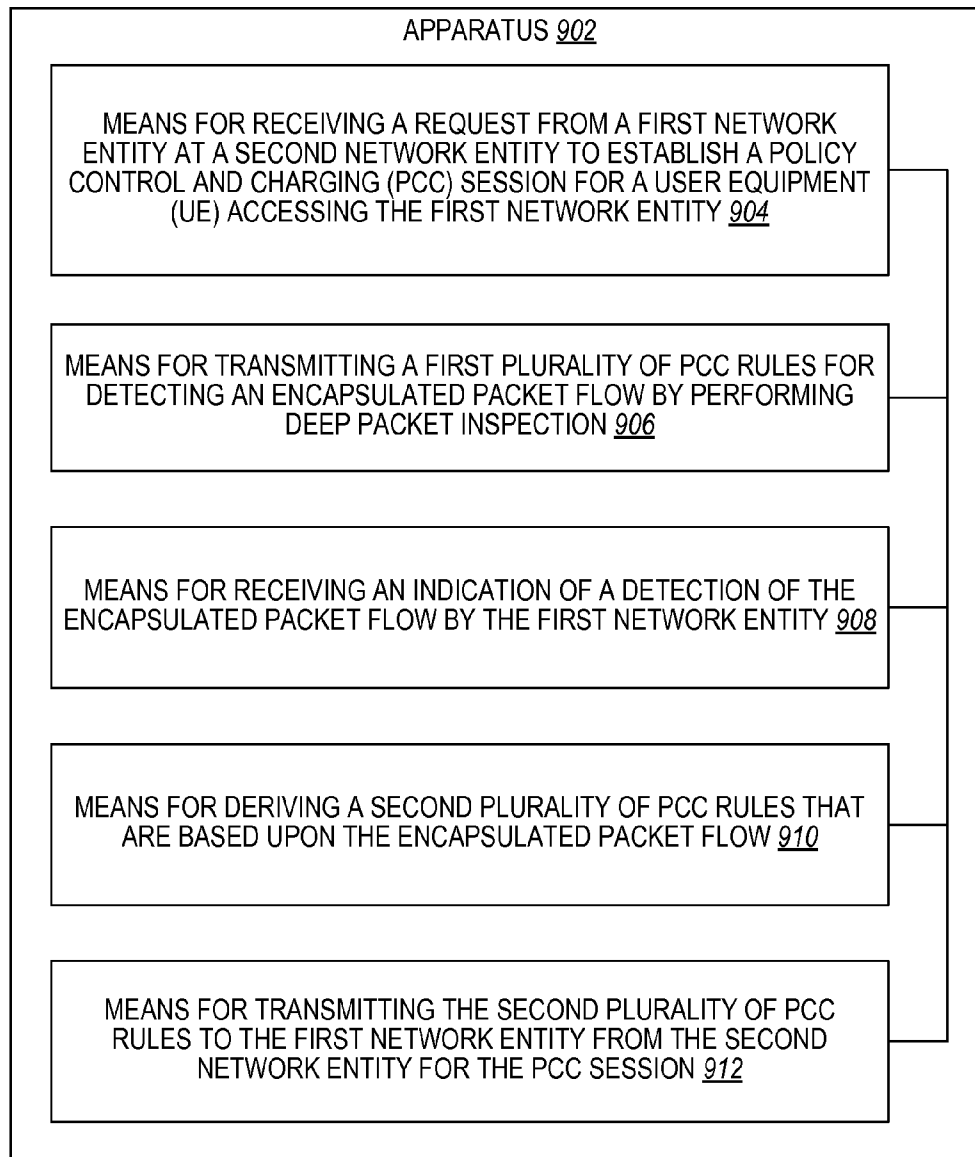 APPARATUS 902
MEANS FOR RECEIVING A REQUEST FROM A FIRST NETWORK
ENTITY AT A SECOND NETWORK ENTITY TO ESTABLISH A POLICY
CONTROL AND CHARGING (PCC) SESSION FOR A USER EQUIPMENT
(UE) ACCESSING THE FIRST NETWORK ENTITY 904
MEANS FOR TRANSMITTING A FIRST PLURALITY OF PCC RULES FOR
DETECTING AN ENCAPSULATED PACKET FLOW BY PERFORMING
DEEP PACKET INSPECTION 906
MEANS FOR RECEIVING AN INDICATION OF A DETECTION OF THE
ENCAPSULATED PACKET FLOW BY THE FIRST NETWORK ENTITY 908
MEANS FOR DERIVING A SECOND PLURALITY OF PCC RULES THAT
ARE BASED UPON THE ENCAPSULATED PACKET FLOW 910
MEANS FOR TRANSMITTING THE SECOND PLURALITY OF PCC
RULES TO THE FIRST NETWORK ENTITY FROM THE SECOND
NETWORK ENTITY FOR THE PCC SESSION 912